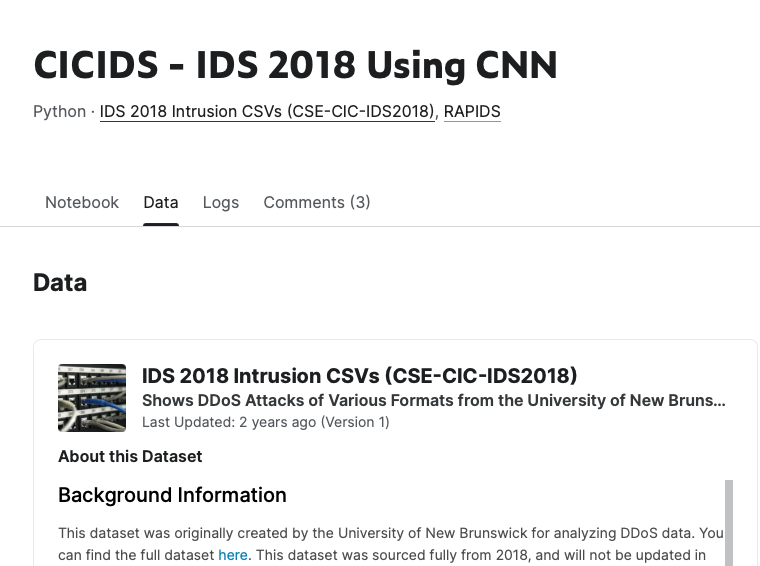 CICIDS - IDS 2018 Using CNN
Python · IDS 2018 Intrusion CSVs (CSE-CIC-IDS2018), RAPIDS
Notebook Data Logs Comments (3)
Data
IDS 2018 Intrusion CSVs (CSE-CIC-IDS2018)
Shows DDoS Attacks of Various Formats from the University of New Bruns...
Last Updated: 2 years ago (Version 1)
About this Dataset
Background Information
This dataset was originally created by the University of New Brunswick for analyzing DDoS data. You
can find the full dataset here. This dataset was sourced fully from 2018, and will not be updated in